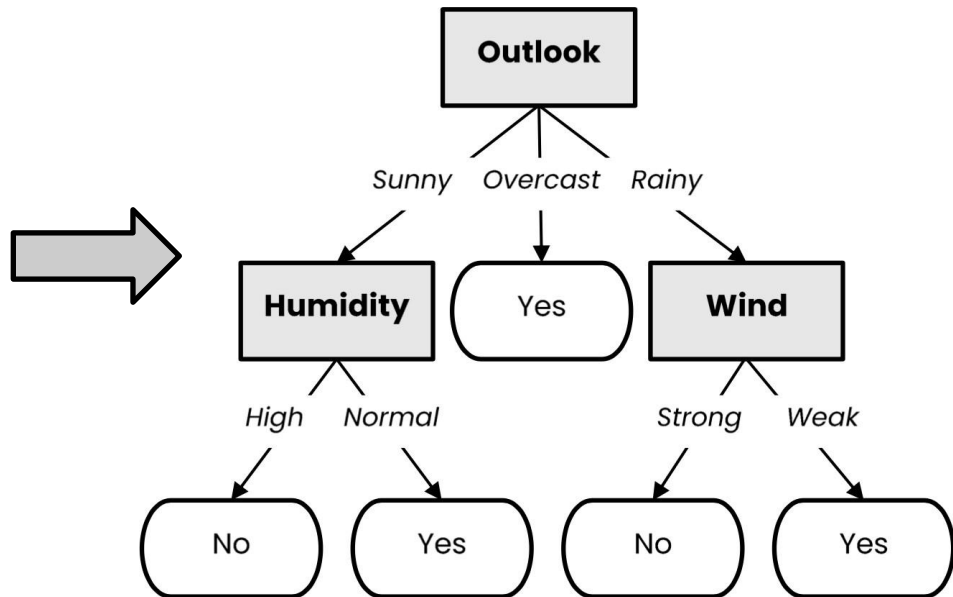 Outlook
Sunny Overcast Rainy
Humidity Yes Wind
High Normal Strong Weak
No Yes No Yes